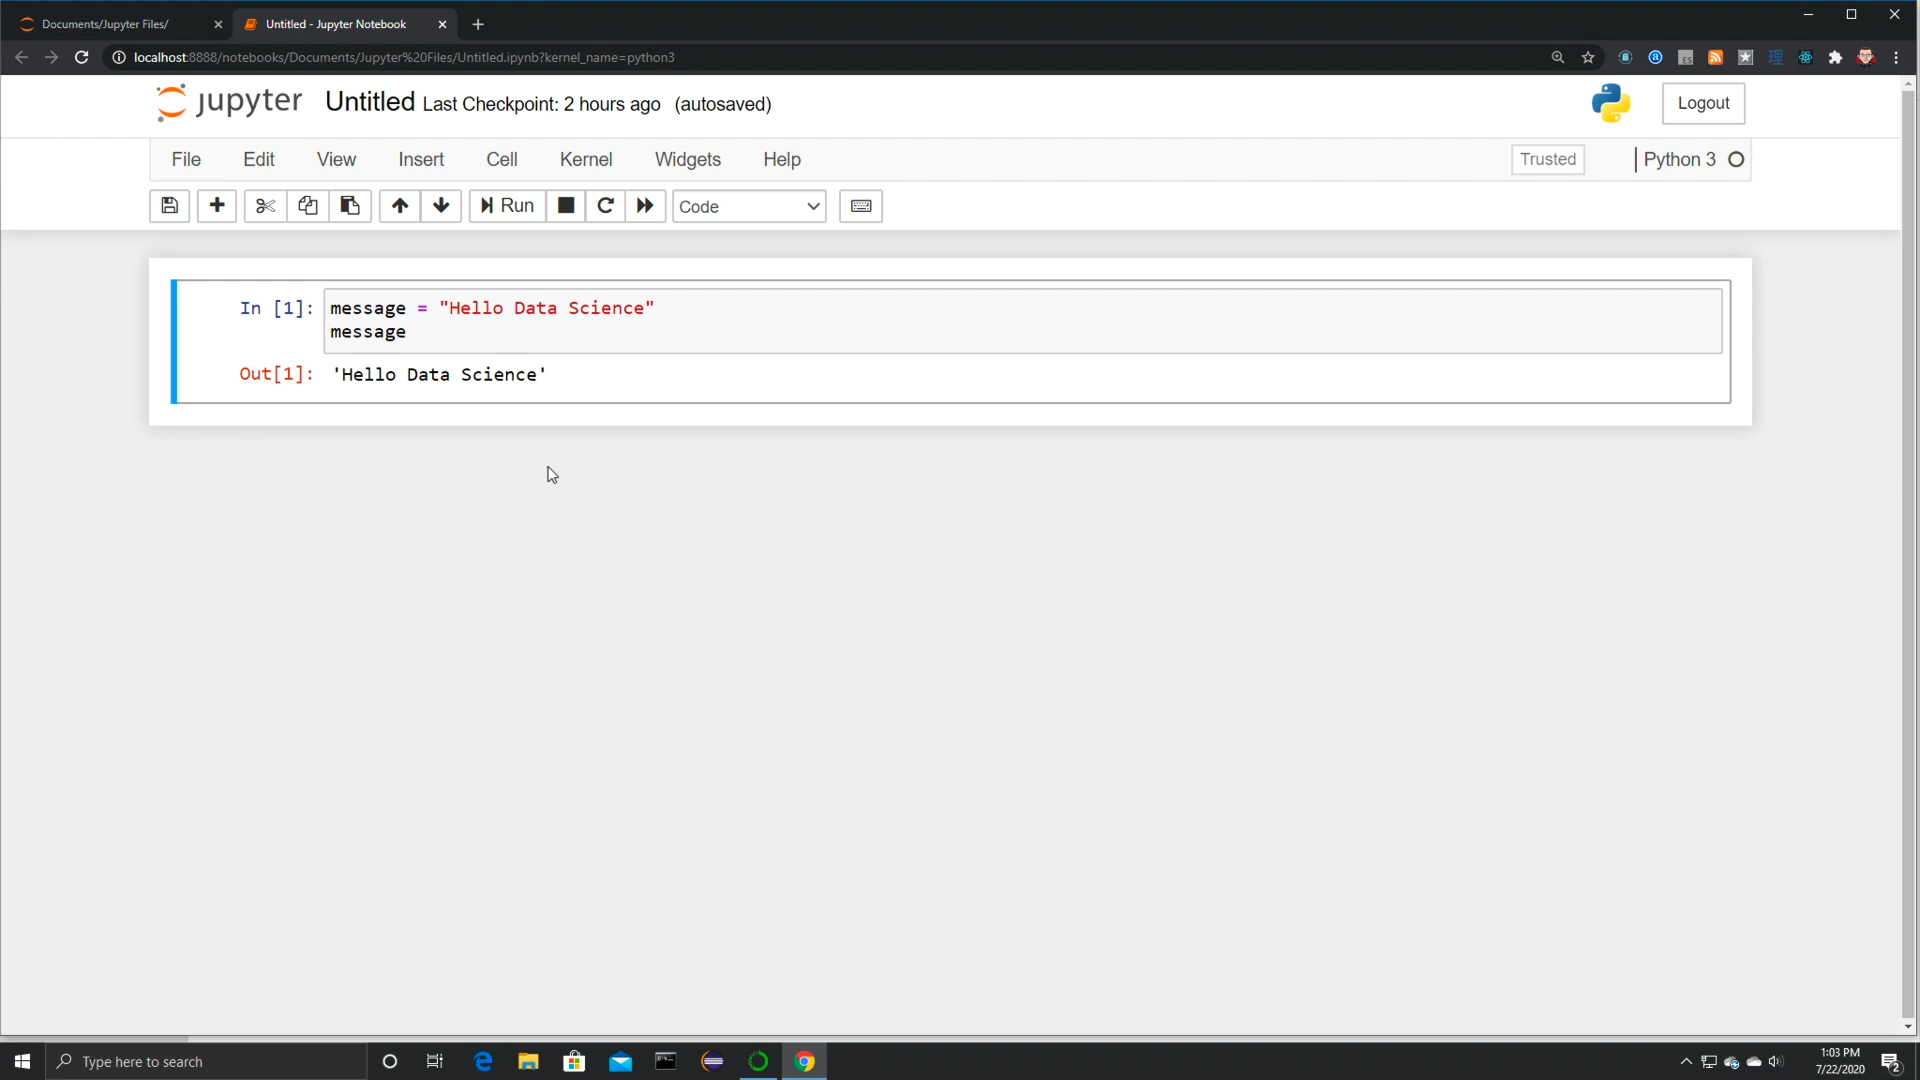 Documents/Jupyter Files/
Untitled - Jupyter Notebook
localhost:8888/notebooks/Documents/Jupyter%20Files/Untitled.ipynb?kernel_name=python3
jupyter Untitled Last Checkpoint: 2 hours ago (autosaved)
Logout
File Edit View Insert Cell Kernel Widgets Help
Trusted
Python 3
Run
Code
In [1]: message = "Hello Data Science"
message
Out[1]: 'Hello Data Science'
Type here to search
1:03 PM
7/22/2020
2